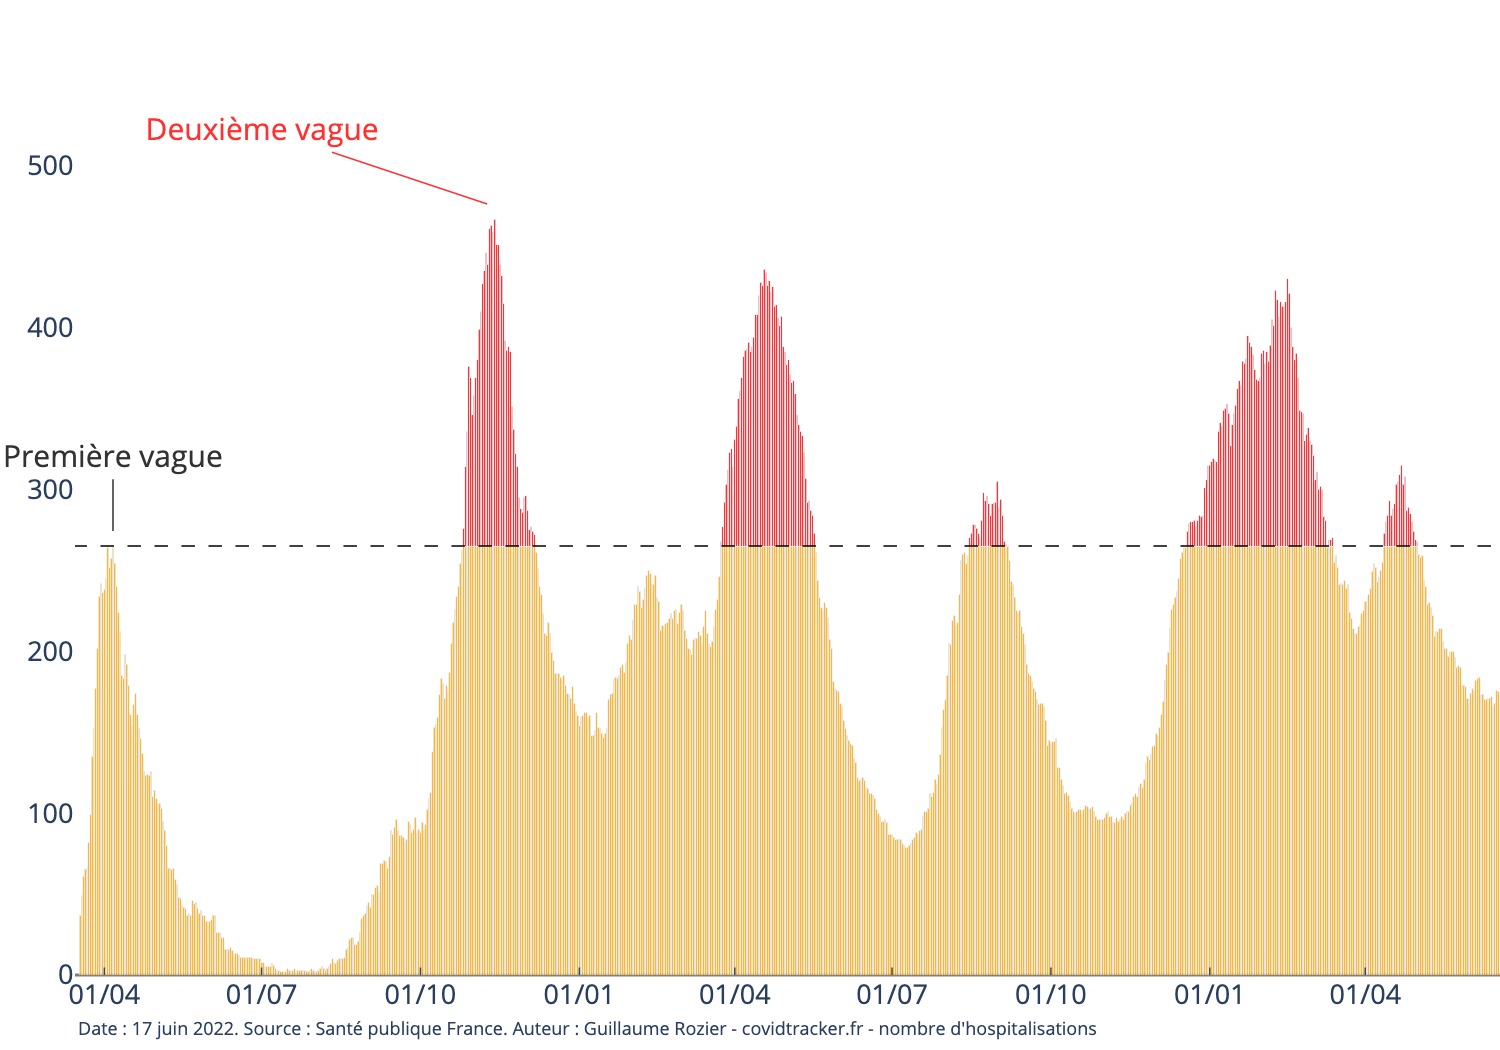 Deuxième vague
500
400
Première vague
300
200
100
0
01/04 01/07 01/10 01/01 01/04 01/07 01/10 01/01 01/04
Date : 17 juin 2022. Source : Santé publique France. Auteur : Guillaume Rozier - covidtracker.fr - nombre d'hospitalisations